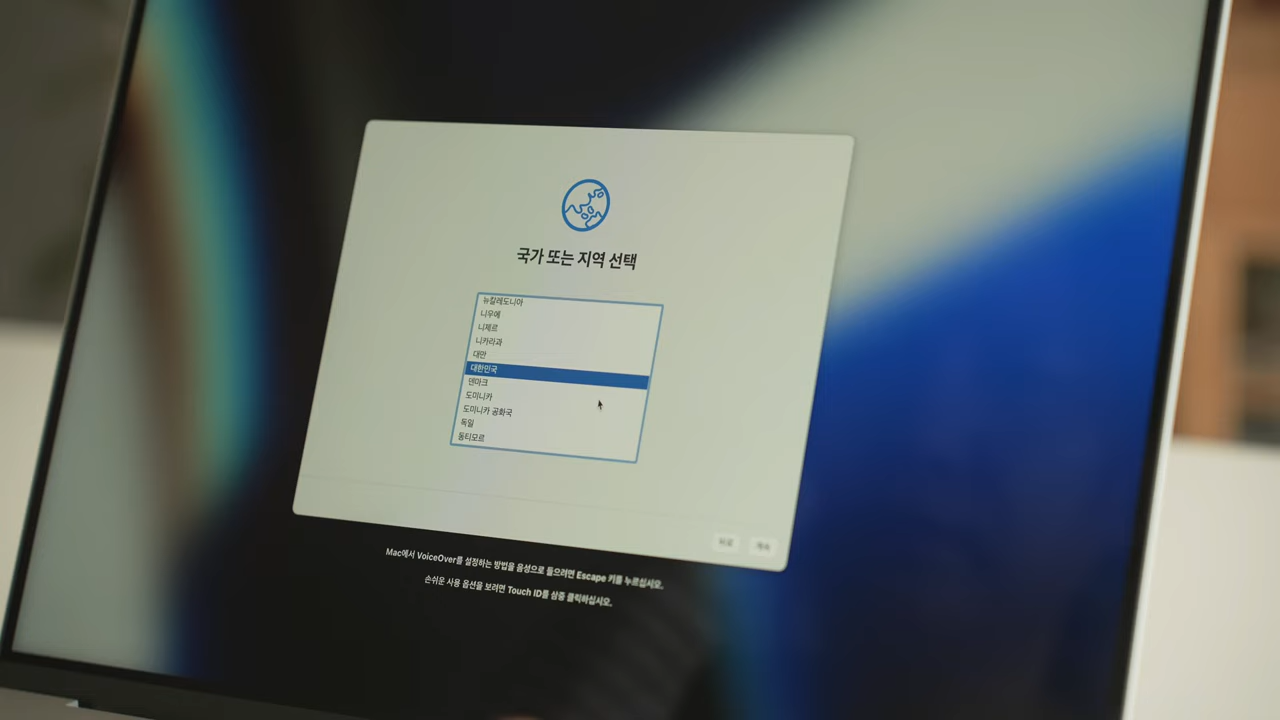 국가 또는 지역 선택
뉴칼레도니아
니우에
니제르
니카라과
대만
대한민국
덴마크
도미니카
도미니카 공화국
독일
동티모르
뒤로
계속
Mac에서 VoiceOver를 설정하는 방법을 음성으로 들으려면 Escape 키를 누르십시오.
손쉬운 사용 옵션을 보려면 Touch ID를 삼중 클릭하십시오.